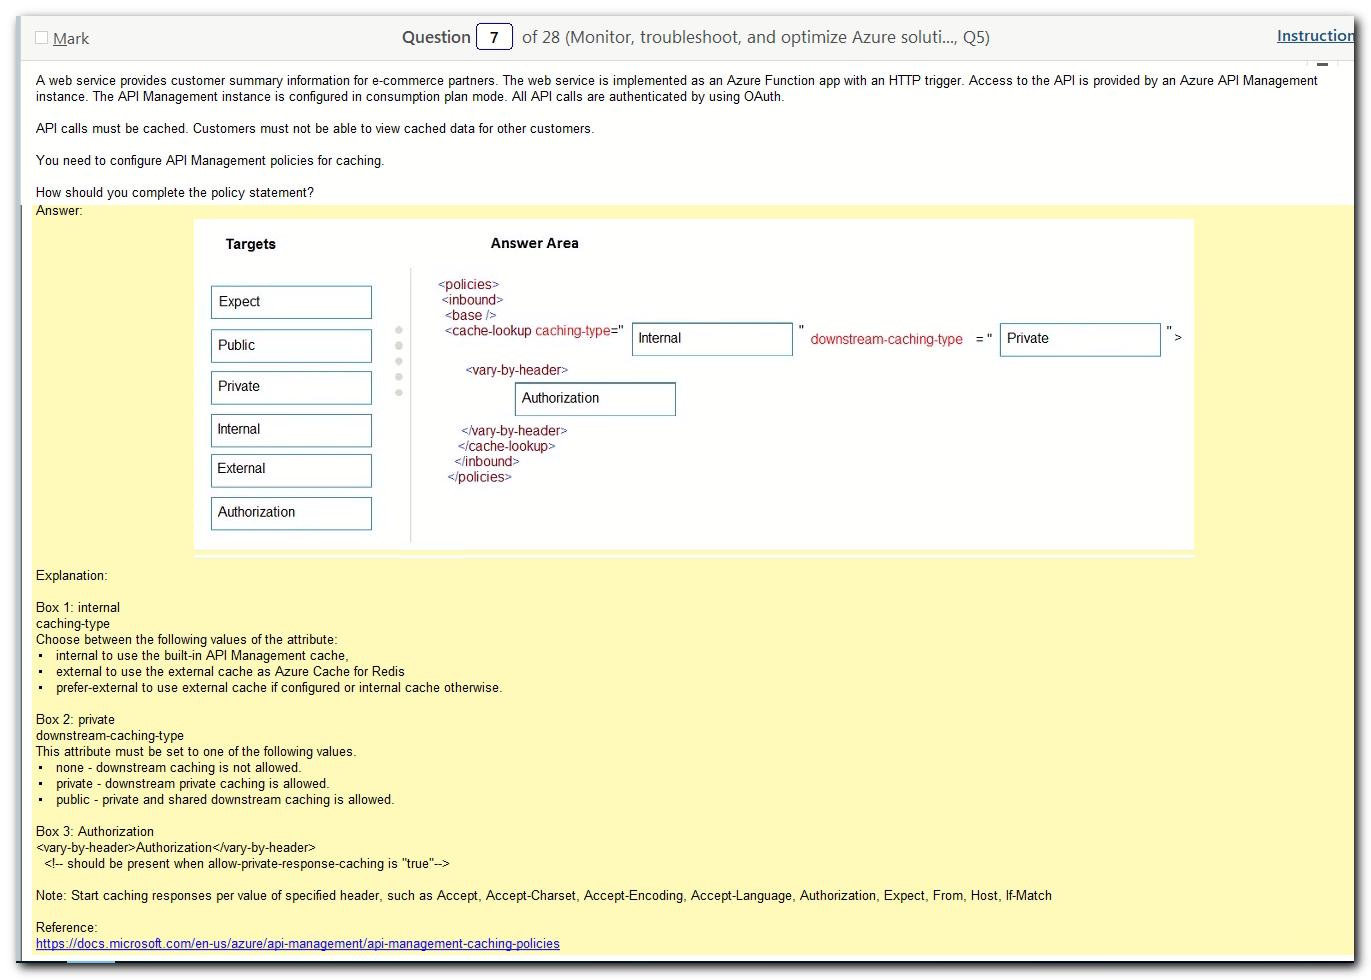 Mark
Question 7 of 28 (Monitor, troubleshoot, and optimize Azure soluti..., Q5)
Instruction
A web service provides customer summary information for e-commerce partners. The web service is implemented as an Azure Function app with an HTTP trigger. Access to the API is provided by an Azure API Management
instance. The API Management instance is configured in consumption plan mode. All API calls are authenticated by using OAuth.
API calls must be cached. Customers must not be able to view cached data for other customers.
You need to configure API Management policies for caching.
How should you complete the policy statement?
Answer:
Targets
Expect
Public
Private
Internal
External
Authorization
Answer Area
<policies>
<inbound>
<base />
<cache-lookup caching-type=" Internal " downstream-caching-type = " Private " >
<vary-by-header>
Authorization
</vary-by-header>
</cache-lookup>
</inbound>
</policies>
Explanation:
Box 1: internal
caching-type
Choose between the following values of the attribute:
• internal to use the built-in API Management cache,
• external to use the external cache as Azure Cache for Redis
• prefer-external to use external cache if configured or internal cache otherwise.
Box 2: private
downstream-caching-type
This attribute must be set to one of the following values.
• none - downstream caching is not allowed.
• private - downstream private caching is allowed.
• public - private and shared downstream caching is allowed.
Box 3: Authorization
<vary-by-header>Authorization</vary-by-header>
<!-- should be present when allow-private-response-caching is "true"-->
Note: Start caching responses per value of specified header, such as Accept, Accept-Charset, Accept-Encoding, Accept-Language, Authorization, Expect, From, Host, If-Match
Reference:
https://docs.microsoft.com/en-us/azure/api-management/api-management-caching-policies